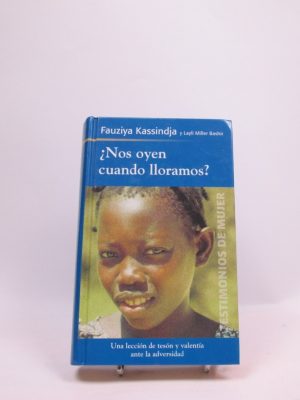 Fauziya Kassindja y Layli Miller Bashir
¿Nos oyen
cuando lloramos?
TESTIMONIOS DE MUJER
Una lección de tesón y valentía
ante la adversidad